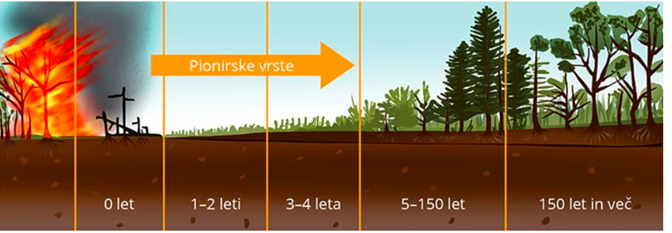 Pionirske vrste
0 let
1–2 leti
3–4 leta
5–150 let
150 let in več